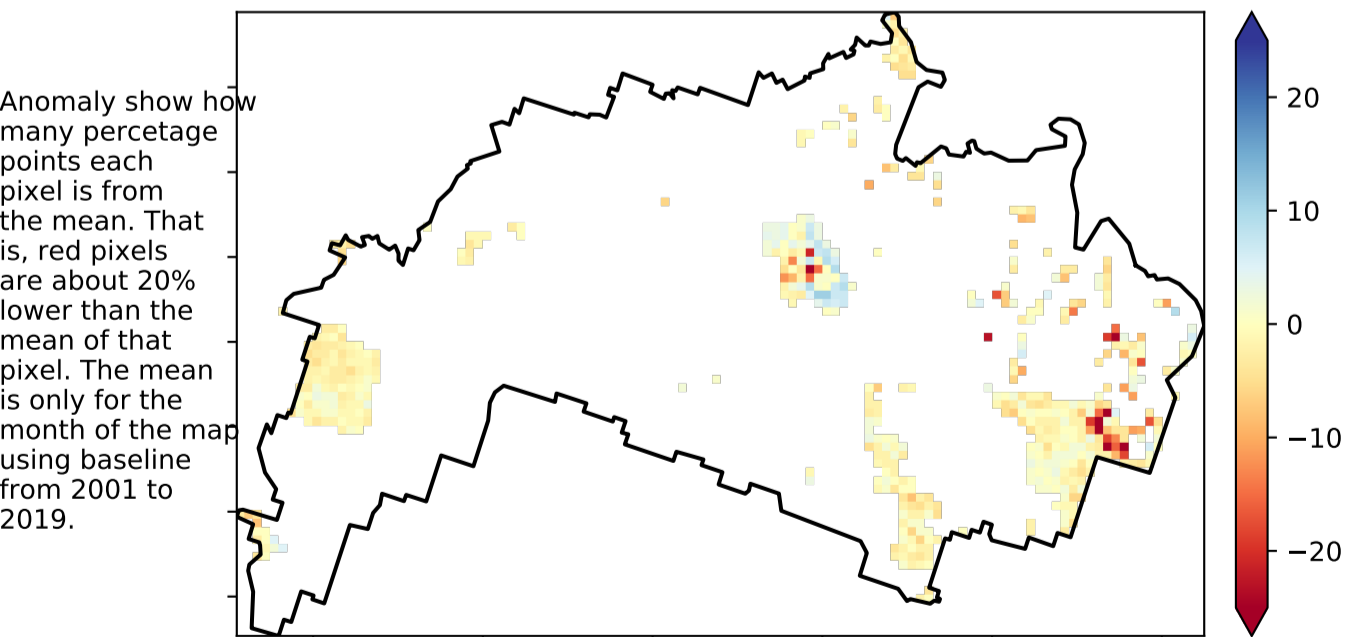 Anomaly show how
many percetage
points each
pixel is from
the mean. That
is, red pixels
are about 20%
lower than the
mean of that
pixel. The mean
is only for the
month of the map
using baseline
from 2001 to
2019.
20
10
0
−10
−20